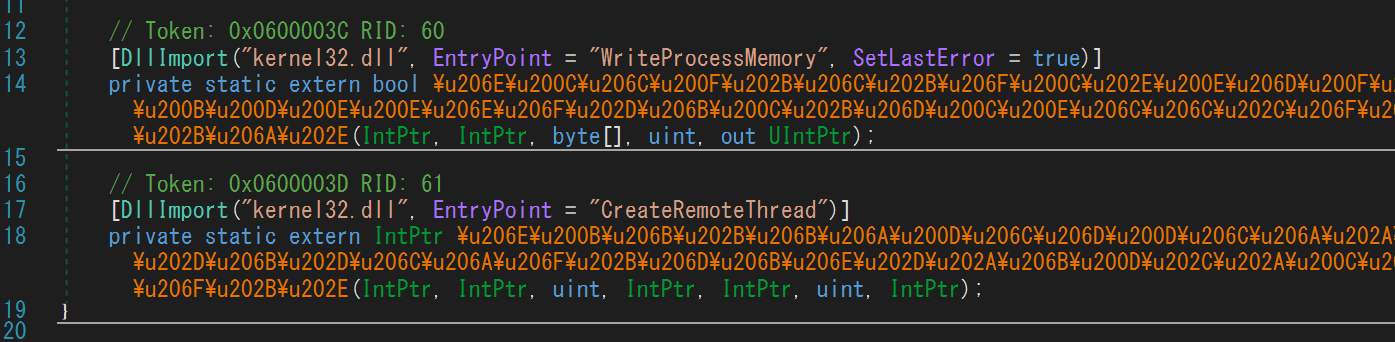 11
12 // Token: 0x0600003C RID: 60
13 [DllImport("kernel32.dll", EntryPoint = "WriteProcessMemory", SetLastError = true)]
14 private static extern bool ¥u206E¥u200C¥u206C¥u200F¥u202B¥u206C¥u202B¥u206F¥u200C¥u202E¥u200E¥u206D¥u200F¥u
¥u200B¥u200D¥u200E¥u200E¥u206E¥u206F¥u202D¥u206B¥u200C¥u202B¥u206D¥u200C¥u200E¥u206C¥u206C¥u202C¥u206F¥u
¥u202B¥u206A¥u202E(IntPtr, IntPtr, byte[], uint, out UIntPtr);
15
16 // Token: 0x0600003D RID: 61
17 [DllImport("kernel32.dll", EntryPoint = "CreateRemoteThread")]
18 private static extern IntPtr ¥u206E¥u200B¥u206B¥u202B¥u206B¥u206A¥u200D¥u206C¥u206D¥u200D¥u206C¥u206A¥u202A¥
¥u202D¥u206B¥u202D¥u206C¥u206A¥u206F¥u202B¥u206D¥u206B¥u206E¥u202D¥u202A¥u206B¥u200D¥u202C¥u202A¥u200C¥u
¥u206F¥u202B¥u202E(IntPtr, IntPtr, uint, IntPtr, IntPtr, uint, IntPtr);
19 }
20